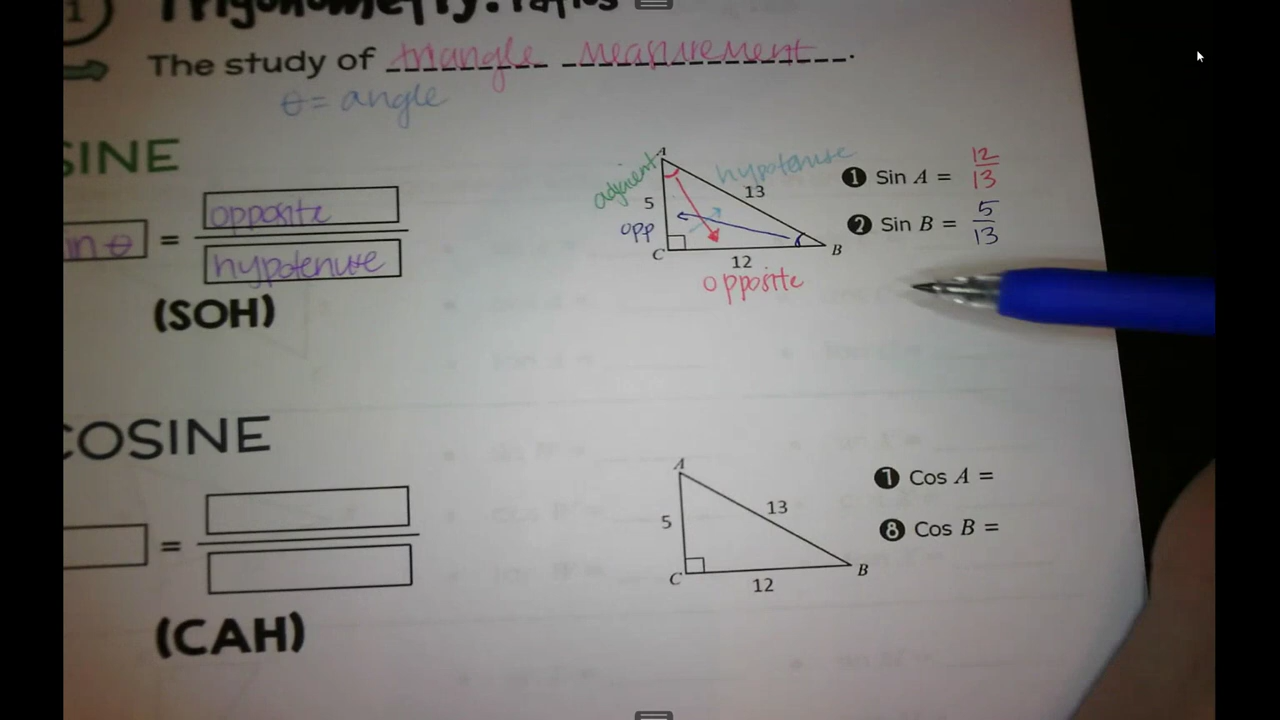 1 Trigonometry: ratios
The study of triangle measurement.
θ = angle
SINE
opposite
in θ =
hypotenuse
(SOH)
A
adjacent
hypotenuse
13
5
opp
C
12
B
opposite
1 Sin A = 12/13
2 Sin B = 5/13
COSINE
=
(CAH)
A
5
13
C
12
B
7 Cos A =
8 Cos B =